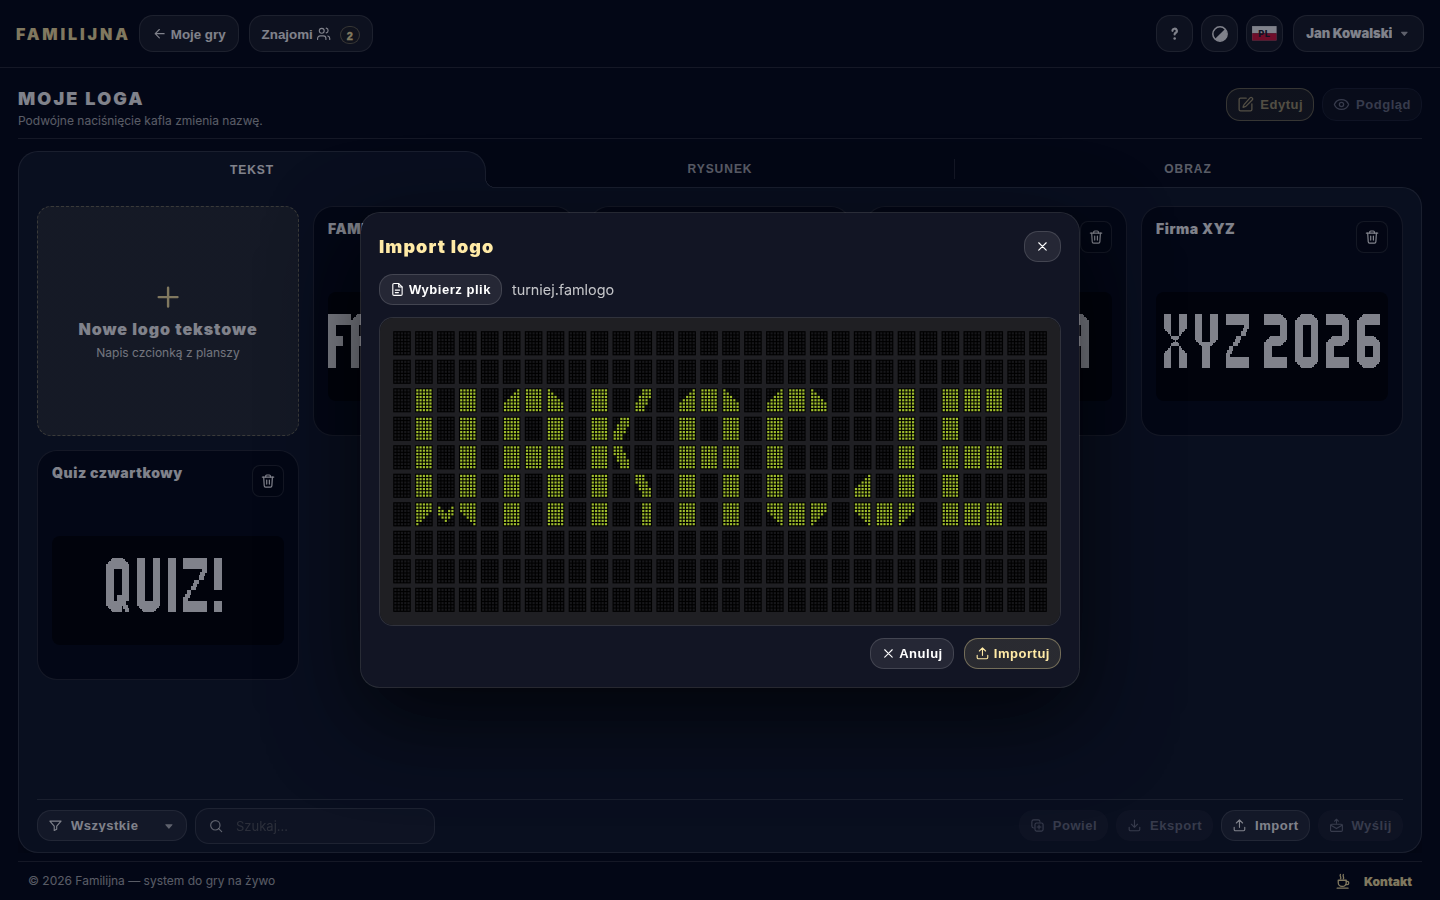 FAMILIJNA
Moje gry
Znajomi 2
?
PL
Jan Kowalski
MOJE LOGA
Podwójne naciśnięcie kafla zmienia nazwę.
Edytuj
Podgląd
TEKST
RYSUNEK
OBRAZ
Nowe logo tekstowe
Napis czcionką z planszy
Firma XYZ
XYZ 2026
Quiz czwartkowy
QUIZ!
Import logo
Wybierz plik turniej.famlogo
WAKACJE
Anuluj
Importuj
Wszystkie
Szukaj...
Powiel
Eksport
Import
Wyślij
© 2026 Familijna — system do gry na żywo
Kontakt